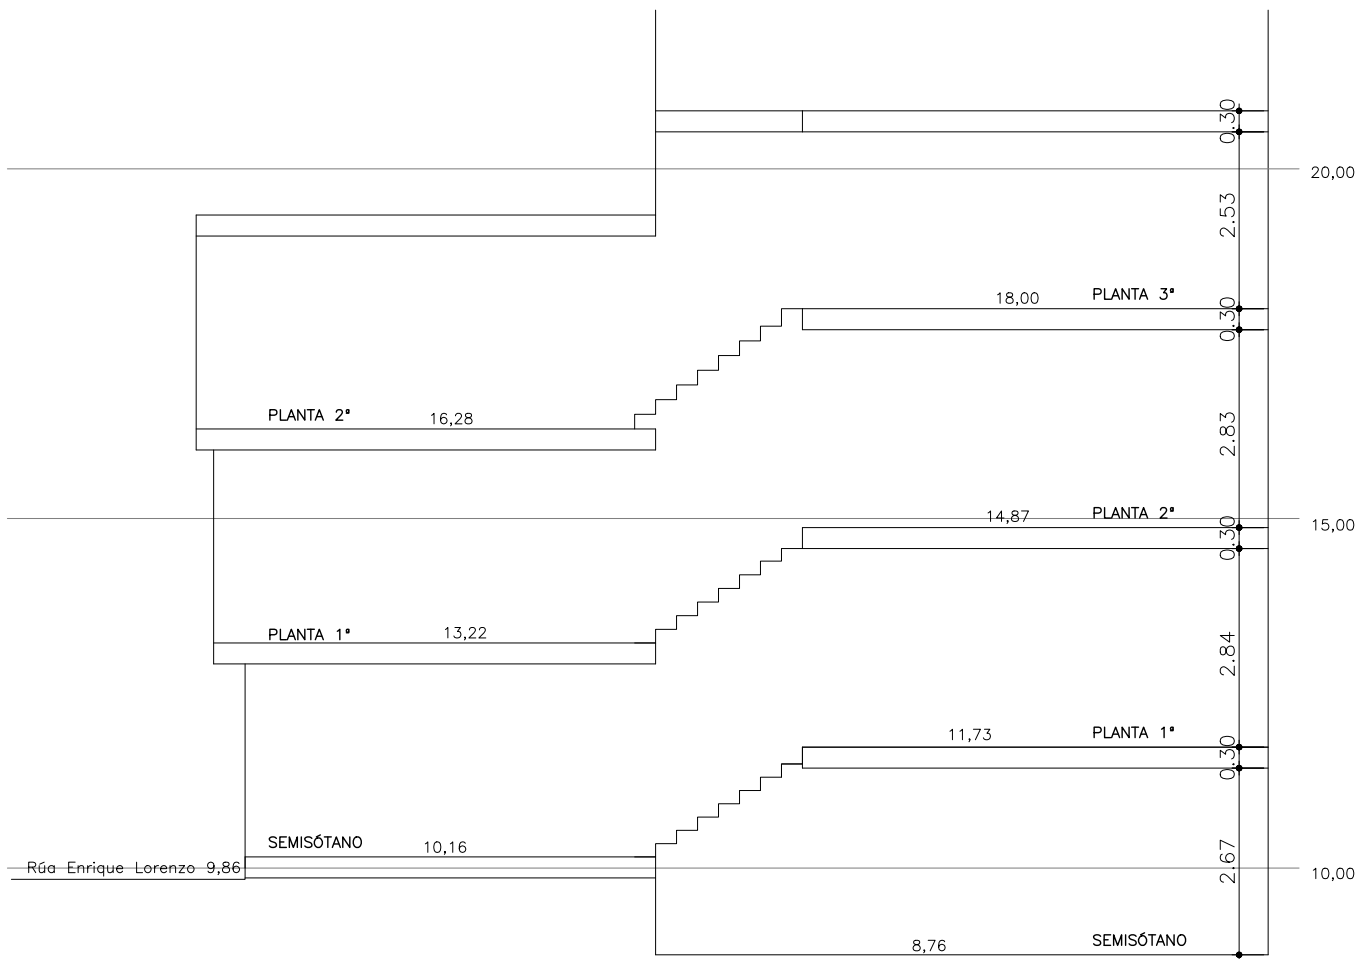 0.30
20,00
2.53
18,00 PLANTA 3ª
0.30
PLANTA 2ª 16,28
2.83
14,87 PLANTA 2ª
15,00
0.30
PLANTA 1ª 13,22
2.84
11,73 PLANTA 1ª
0.30
SEMISÓTANO 10,16
2.67
Rúa Enrique Lorenzo 9,86
10,00
8,76 SEMISÓTANO